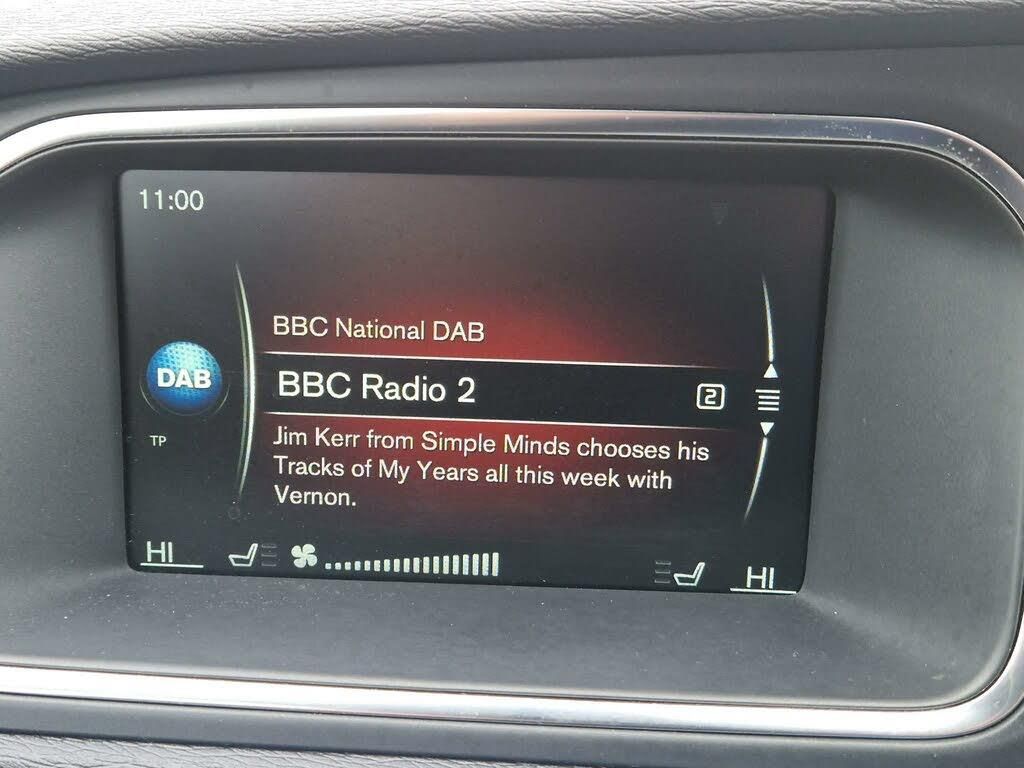 11:00
BBC National DAB
DAB
BBC Radio 2
2
TP
Jim Kerr from Simple Minds chooses his
Tracks of My Years all this week with
Vernon.
HI
HI